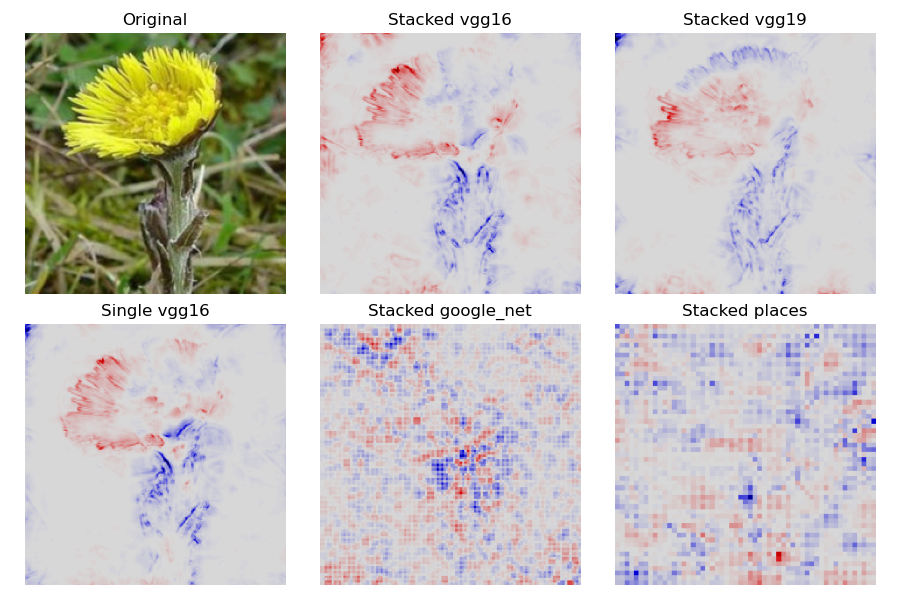 Original
Stacked vgg16
Stacked vgg19
Single vgg16
Stacked google_net
Stacked places